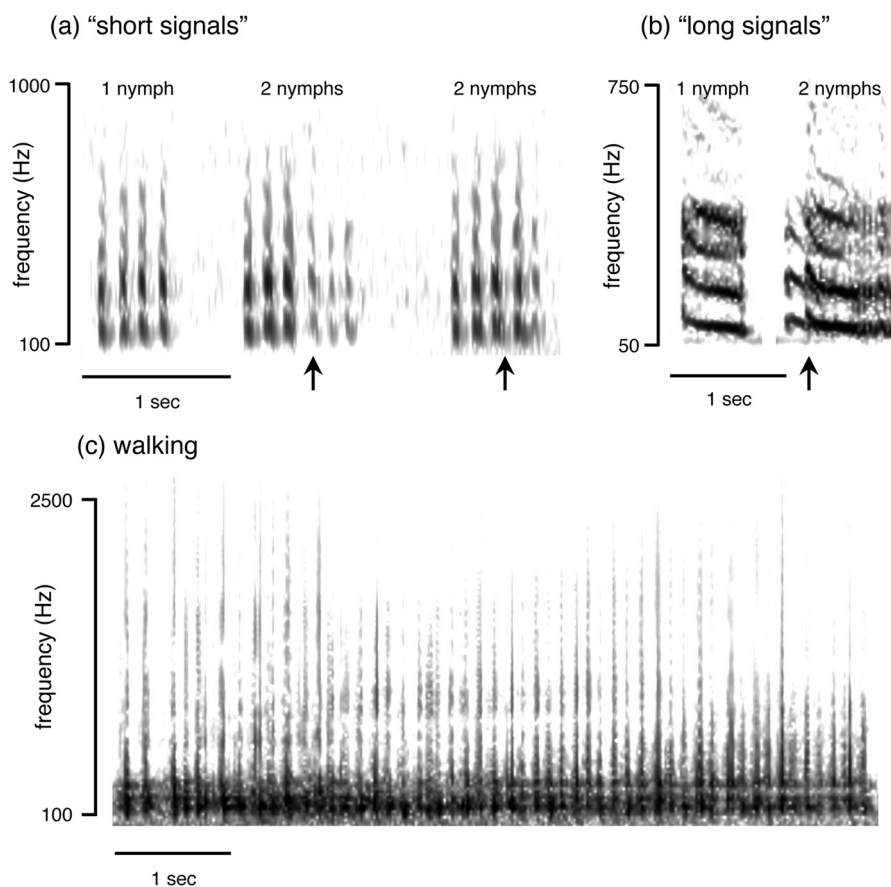 (a) “short signals”
(b) “long signals”
1000
1 nymph
2 nymphs
2 nymphs
frequency (Hz)
100
1 sec
750
1 nymph
2 nymphs
frequency (Hz)
50
1 sec
(c) walking
2500
frequency (Hz)
100
1 sec